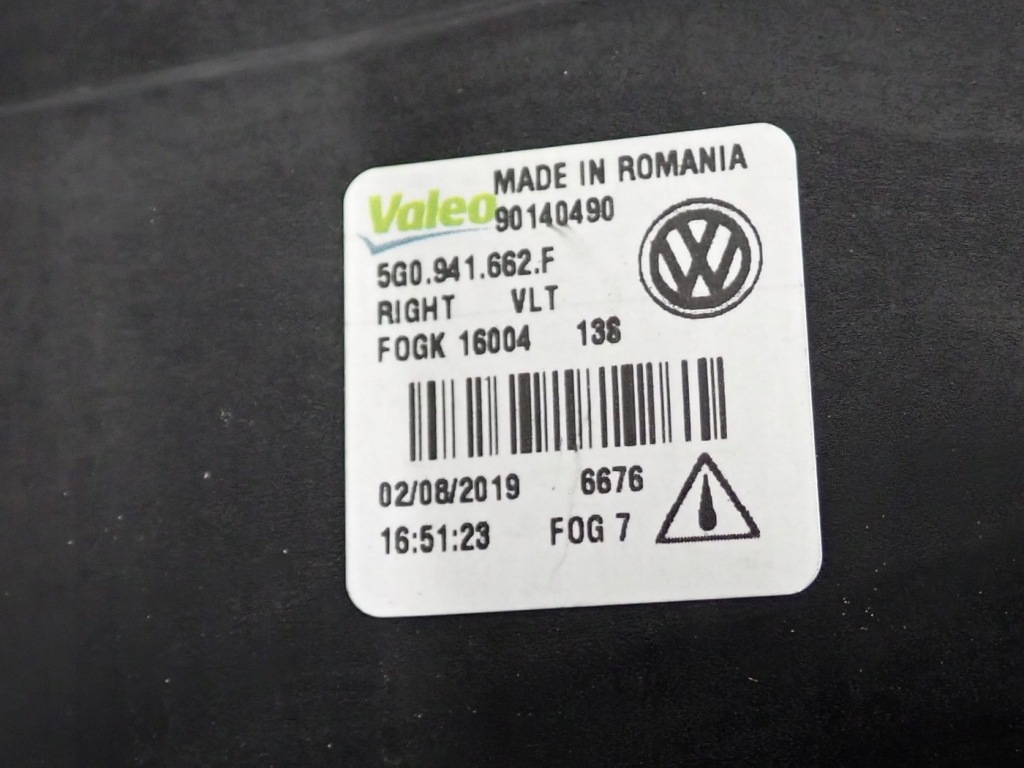 Valeo MADE IN ROMANIA
90140490
5G0.941.662.F
RIGHT VLT
FOGK 16004 13S
02/08/2019 6676
16:51:23 FOG 7